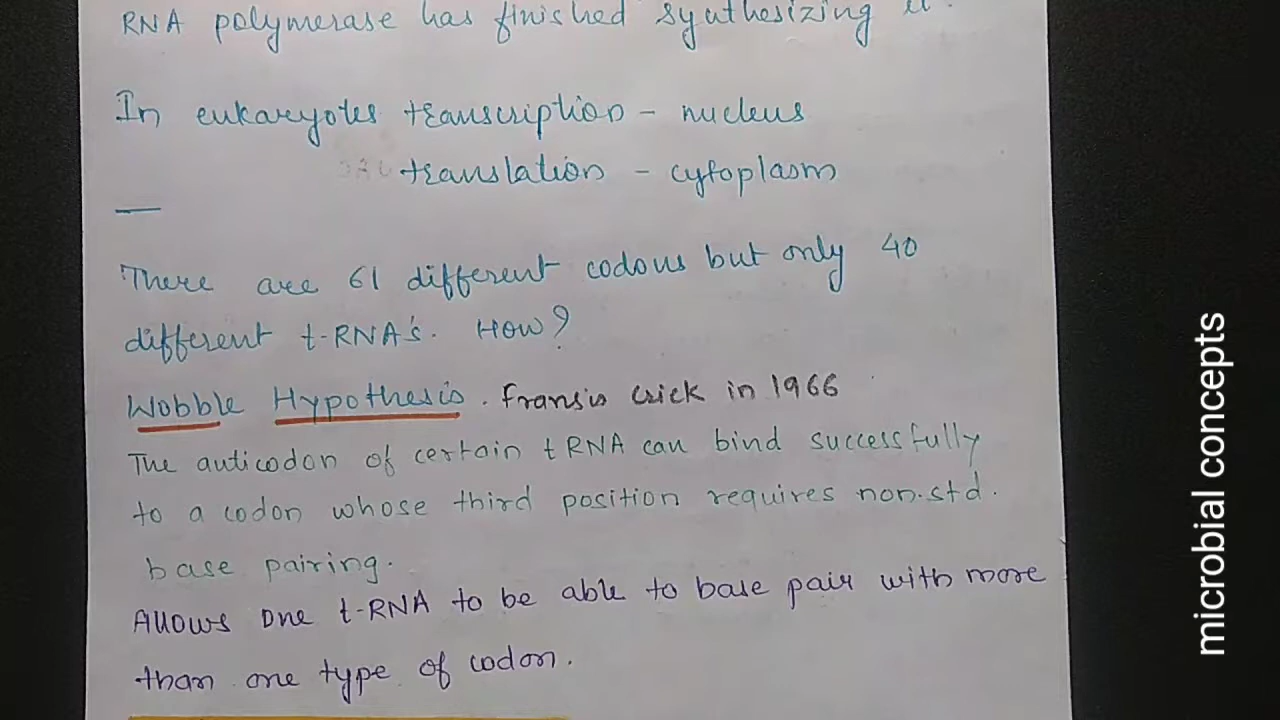 RNA polymerase has finished synthesizing it.
In eukaryotes transcription - nucleus
translation - cytoplasm
There are 61 different codons but only 40
different t-RNA's. How?
Wobble Hypothesis. Fransis Crick in 1966
The anticodon of certain tRNA can bind successfully
to a codon whose third position requires non.std.
base pairing.
Allows one t-RNA to be able to base pair with more
than one type of codon.
microbial concepts